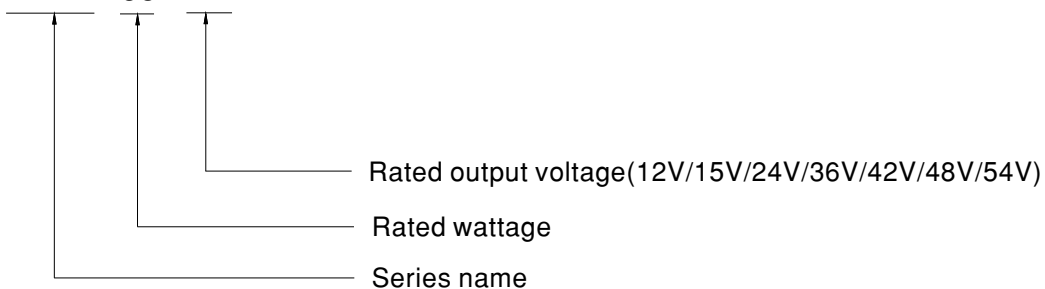 Rated output voltage(12V/15V/24V/36V/42V/48V/54V)
Rated wattage
Series name